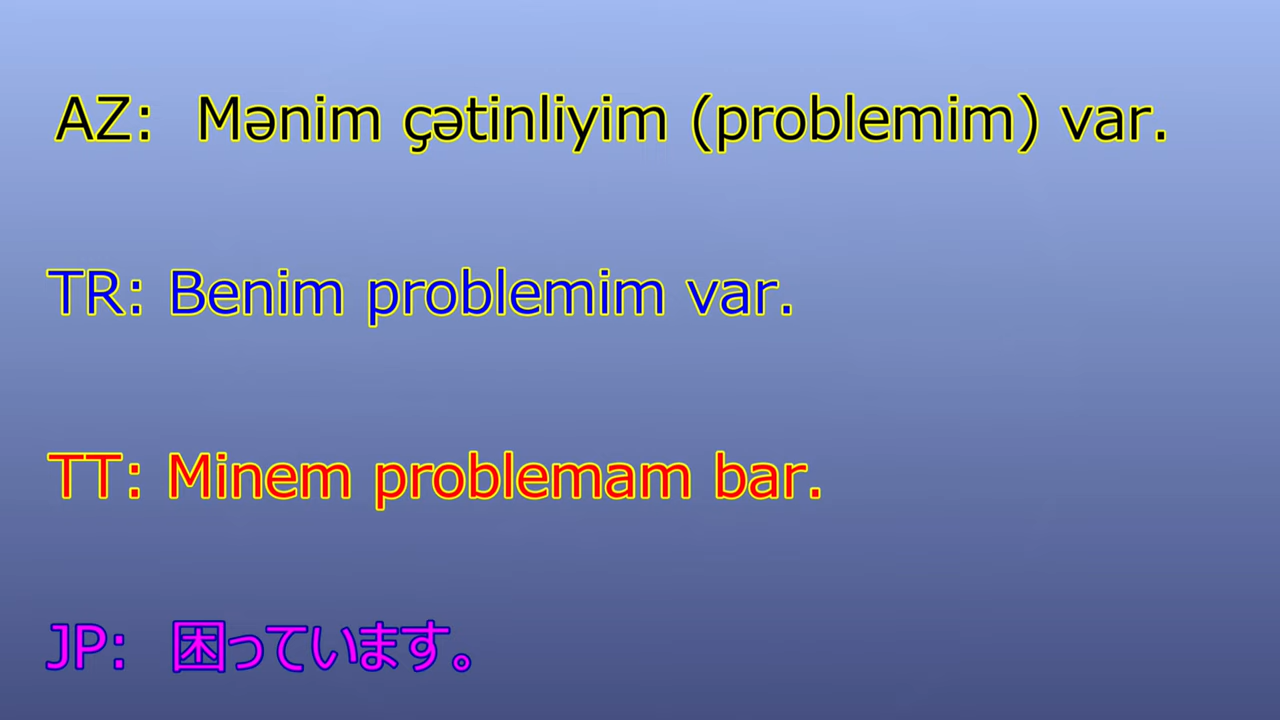 AZ: Mənim çətinliyim (problemim) var.
TR: Benim problemim var.
TT: Minem problemam bar.
JP: 困っています。